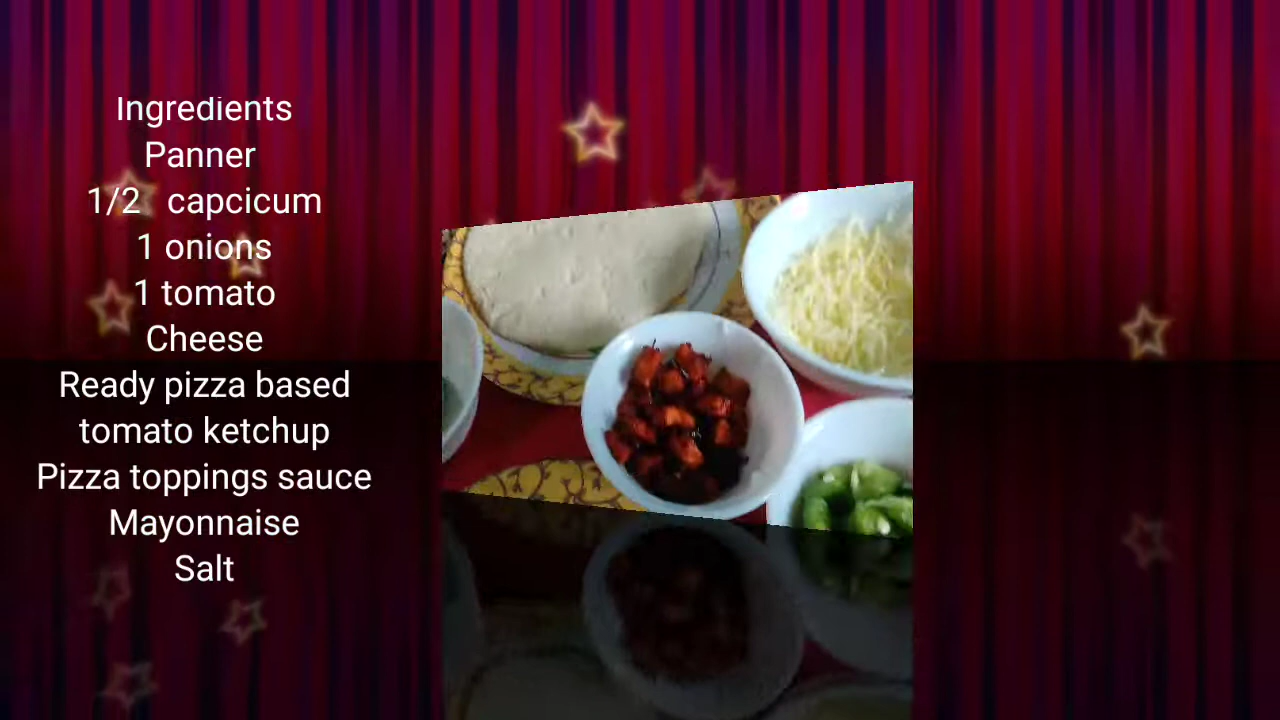 Ingredients
Panner
1/2 capcicum
1 onions
1 tomato
Cheese
Ready pizza based
tomato ketchup
Pizza toppings sauce
Mayonnaise
Salt